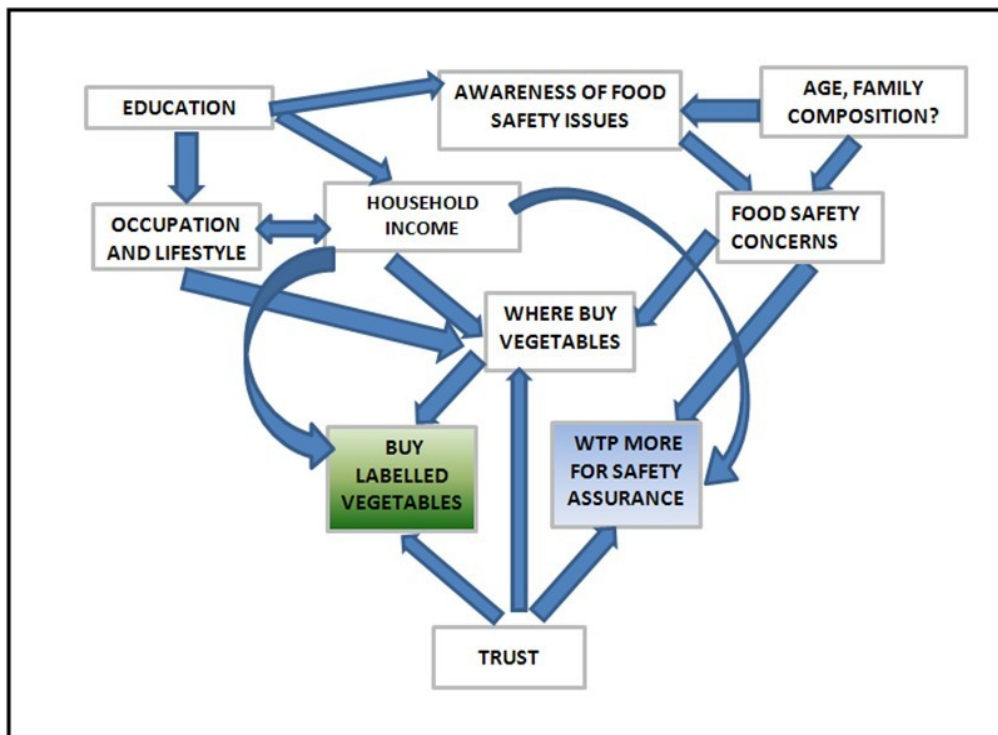 EDUCATION
AWARENESS OF FOOD
SAFETY ISSUES
AGE, FAMILY
COMPOSITION?
OCCUPATION
AND LIFESTYLE
HOUSEHOLD
INCOME
FOOD SAFETY
CONCERNS
WHERE BUY
VEGETABLES
BUY
LABELLED
VEGETABLES
WTP MORE
FOR SAFETY
ASSURANCE
TRUST